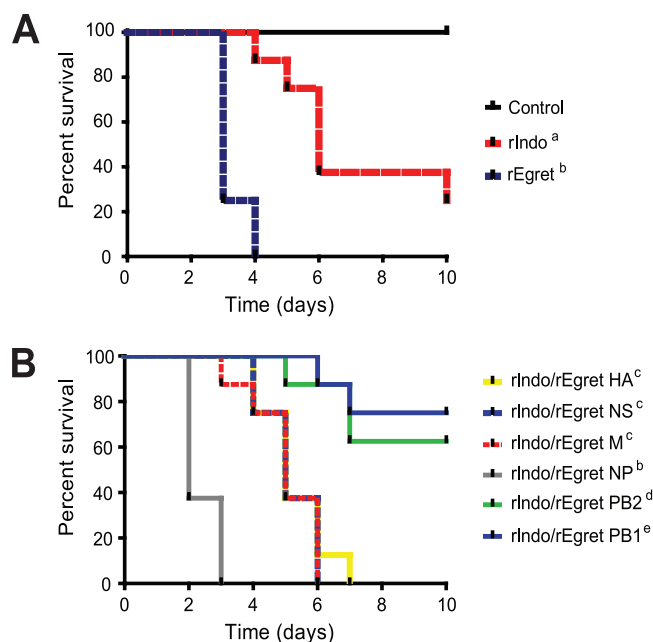 A
Percent survival
100
80
60
40
20
0
0 2 4 6 8 10
Time (days)
Control
rIndo a
rEgret b
B
Percent survival
100
80
60
40
20
0
0 2 4 6 8 10
Time (days)
rIndo/rEgret HA c
rIndo/rEgret NS c
rIndo/rEgret M c
rIndo/rEgret NP b
rIndo/rEgret PB2 d
rIndo/rEgret PB1 e